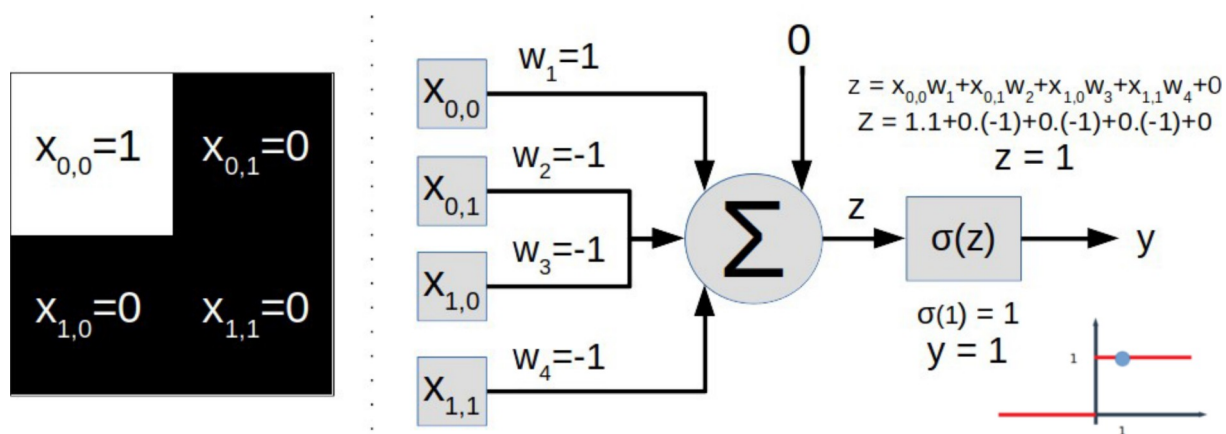 x0,0=1 x0,1=0
x1,0=0 x1,1=0
x0,0
w1=1
x0,1
w2=-1
x1,0
w3=-1
x1,1
w4=-1
0
Σ
z
σ(z)
y
z = x0,0w1+x0,1w2+x1,0w3+x1,1w4+0
Z = 1.1+0.(-1)+0.(-1)+0.(-1)+0
z = 1
σ(1) = 1
y = 1
1
1